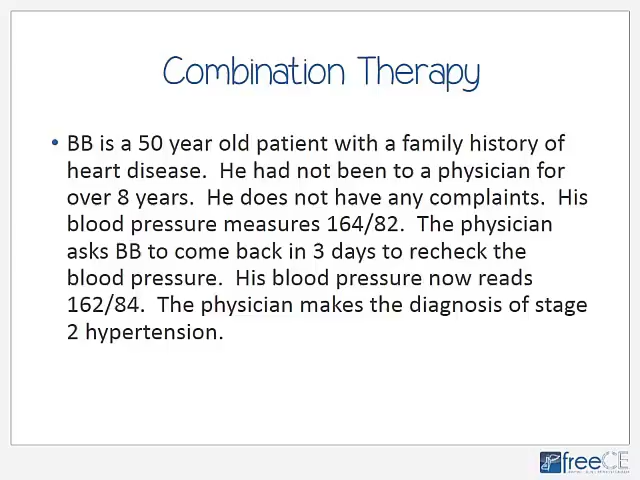 Combination Therapy
• BB is a 50 year old patient with a family history of
heart disease.  He had not been to a physician for
over 8 years.  He does not have any complaints.  His
blood pressure measures 164/82.  The physician
asks BB to come back in 3 days to recheck the
blood pressure.  His blood pressure now reads
162/84.  The physician makes the diagnosis of stage
2 hypertension.
freeCE